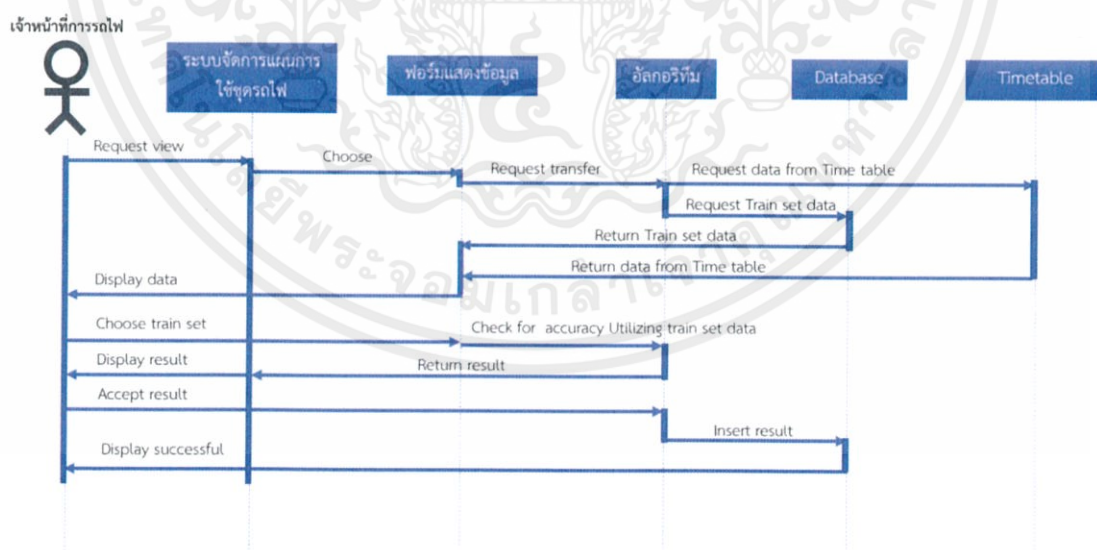 เจ้าหน้าที่การรถไฟ
ระบบจัดการแผนการ
ใช้ชุดรถไฟ
ฟอร์มแสดงข้อมูล
อัลกอริทึม
Database
Timetable
Request view
Choose
Request transfer
Request data from Time table
Request Train set data
Return Train set data
Return data from Time table
Display data
Choose train set
Check for accuracy Utilizing train set data
Display result
Return result
Accept result
Insert result
Display successful